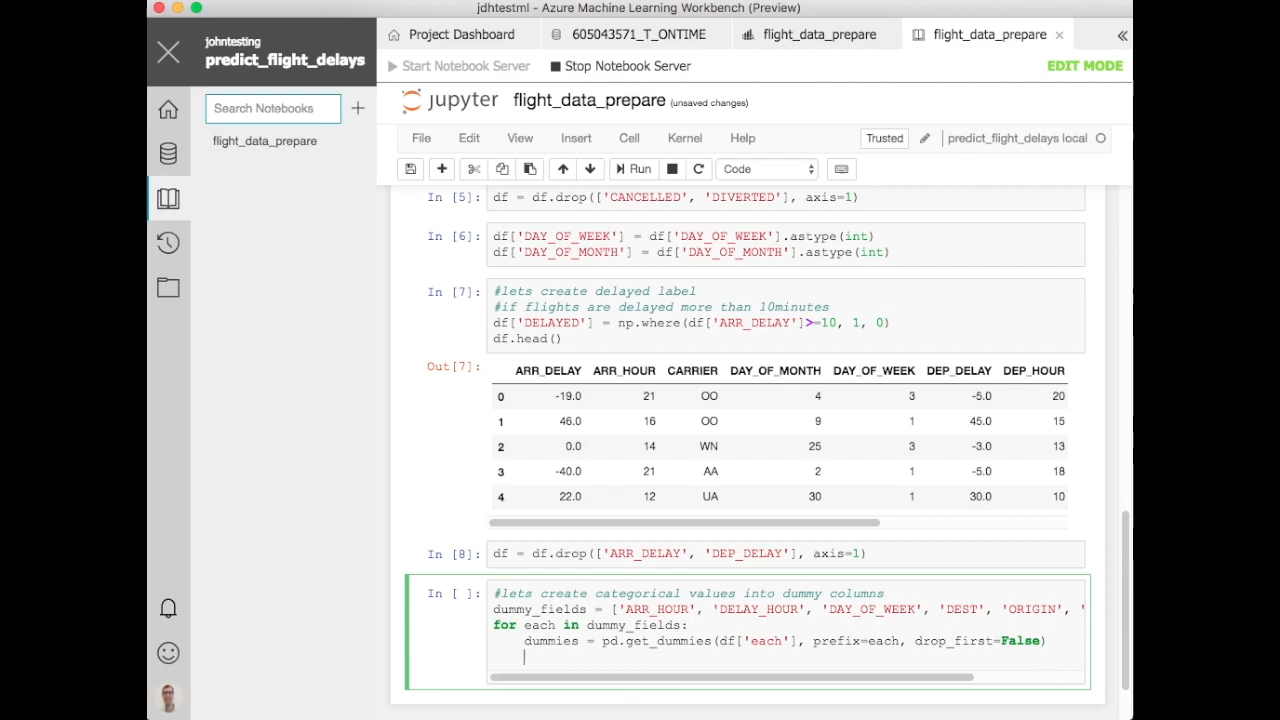 jdhtestml - Azure Machine Learning Workbench (Preview)
johntesting
predict_flight_delays
Project Dashboard
605043571_T_ONTIME
flight_data_prepare
flight_data_prepare
Start Notebook Server
Stop Notebook Server
EDIT MODE
Search Notebooks
flight_data_prepare
jupyter flight_data_prepare (unsaved changes)
File Edit View Insert Cell Kernel Help
Trusted
predict_flight_delays local
Run
Code
In [5]: df = df.drop(['CANCELLED', 'DIVERTED'], axis=1)
In [6]: df['DAY_OF_WEEK'] = df['DAY_OF_WEEK'].astype(int)
df['DAY_OF_MONTH'] = df['DAY_OF_MONTH'].astype(int)
In [7]: #lets create delayed label
#if flights are delayed more than 10minutes
df['DELAYED'] = np.where(df['ARR_DELAY']>=10, 1, 0)
df.head()
Out[7]:
ARR_DELAY ARR_HOUR CARRIER DAY_OF_MONTH DAY_OF_WEEK DEP_DELAY DEP_HOUR
0 -19.0 21 OO 4 3 -5.0 20
1 46.0 16 OO 9 1 45.0 15
2 0.0 14 WN 25 3 -3.0 13
3 -40.0 21 AA 2 1 -5.0 18
4 22.0 12 UA 30 1 30.0 10
In [8]: df = df.drop(['ARR_DELAY', 'DEP_DELAY'], axis=1)
In [ ]: #lets create categorical values into dummy columns
dummy_fields = ['ARR_HOUR', 'DELAY_HOUR', 'DAY_OF_WEEK', 'DEST', 'ORIGIN', '
for each in dummy_fields:
dummies = pd.get_dummies(df['each'], prefix=each, drop_first=False)